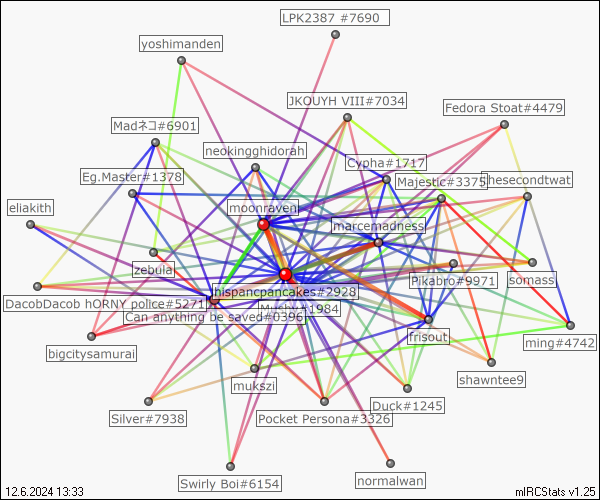 LPK2387 #7690
yoshimanden
JKOUYH VIII#7034
Fedora Stoat#4479
Madネコ#6901
neokingghidorah
Cypha#1717
Eg.Master#1378
Majestic#3375
thesecondtwat
eliakith
moonraven
marcemadness
zebula
somassi
Pikabro#9971
hispancpancakes#2928
DacobDacob hORNY police#5271
#1984
Can anything be saved#0396
frisout
ming#4742
bigcitysamurai
mukszi
shawntee9
Duck#1245
Silver#7938
Pocket Persona#3326
Swirly Boi#6154
normalwan
12.6.2024 13:33
mIRCStats v1.25